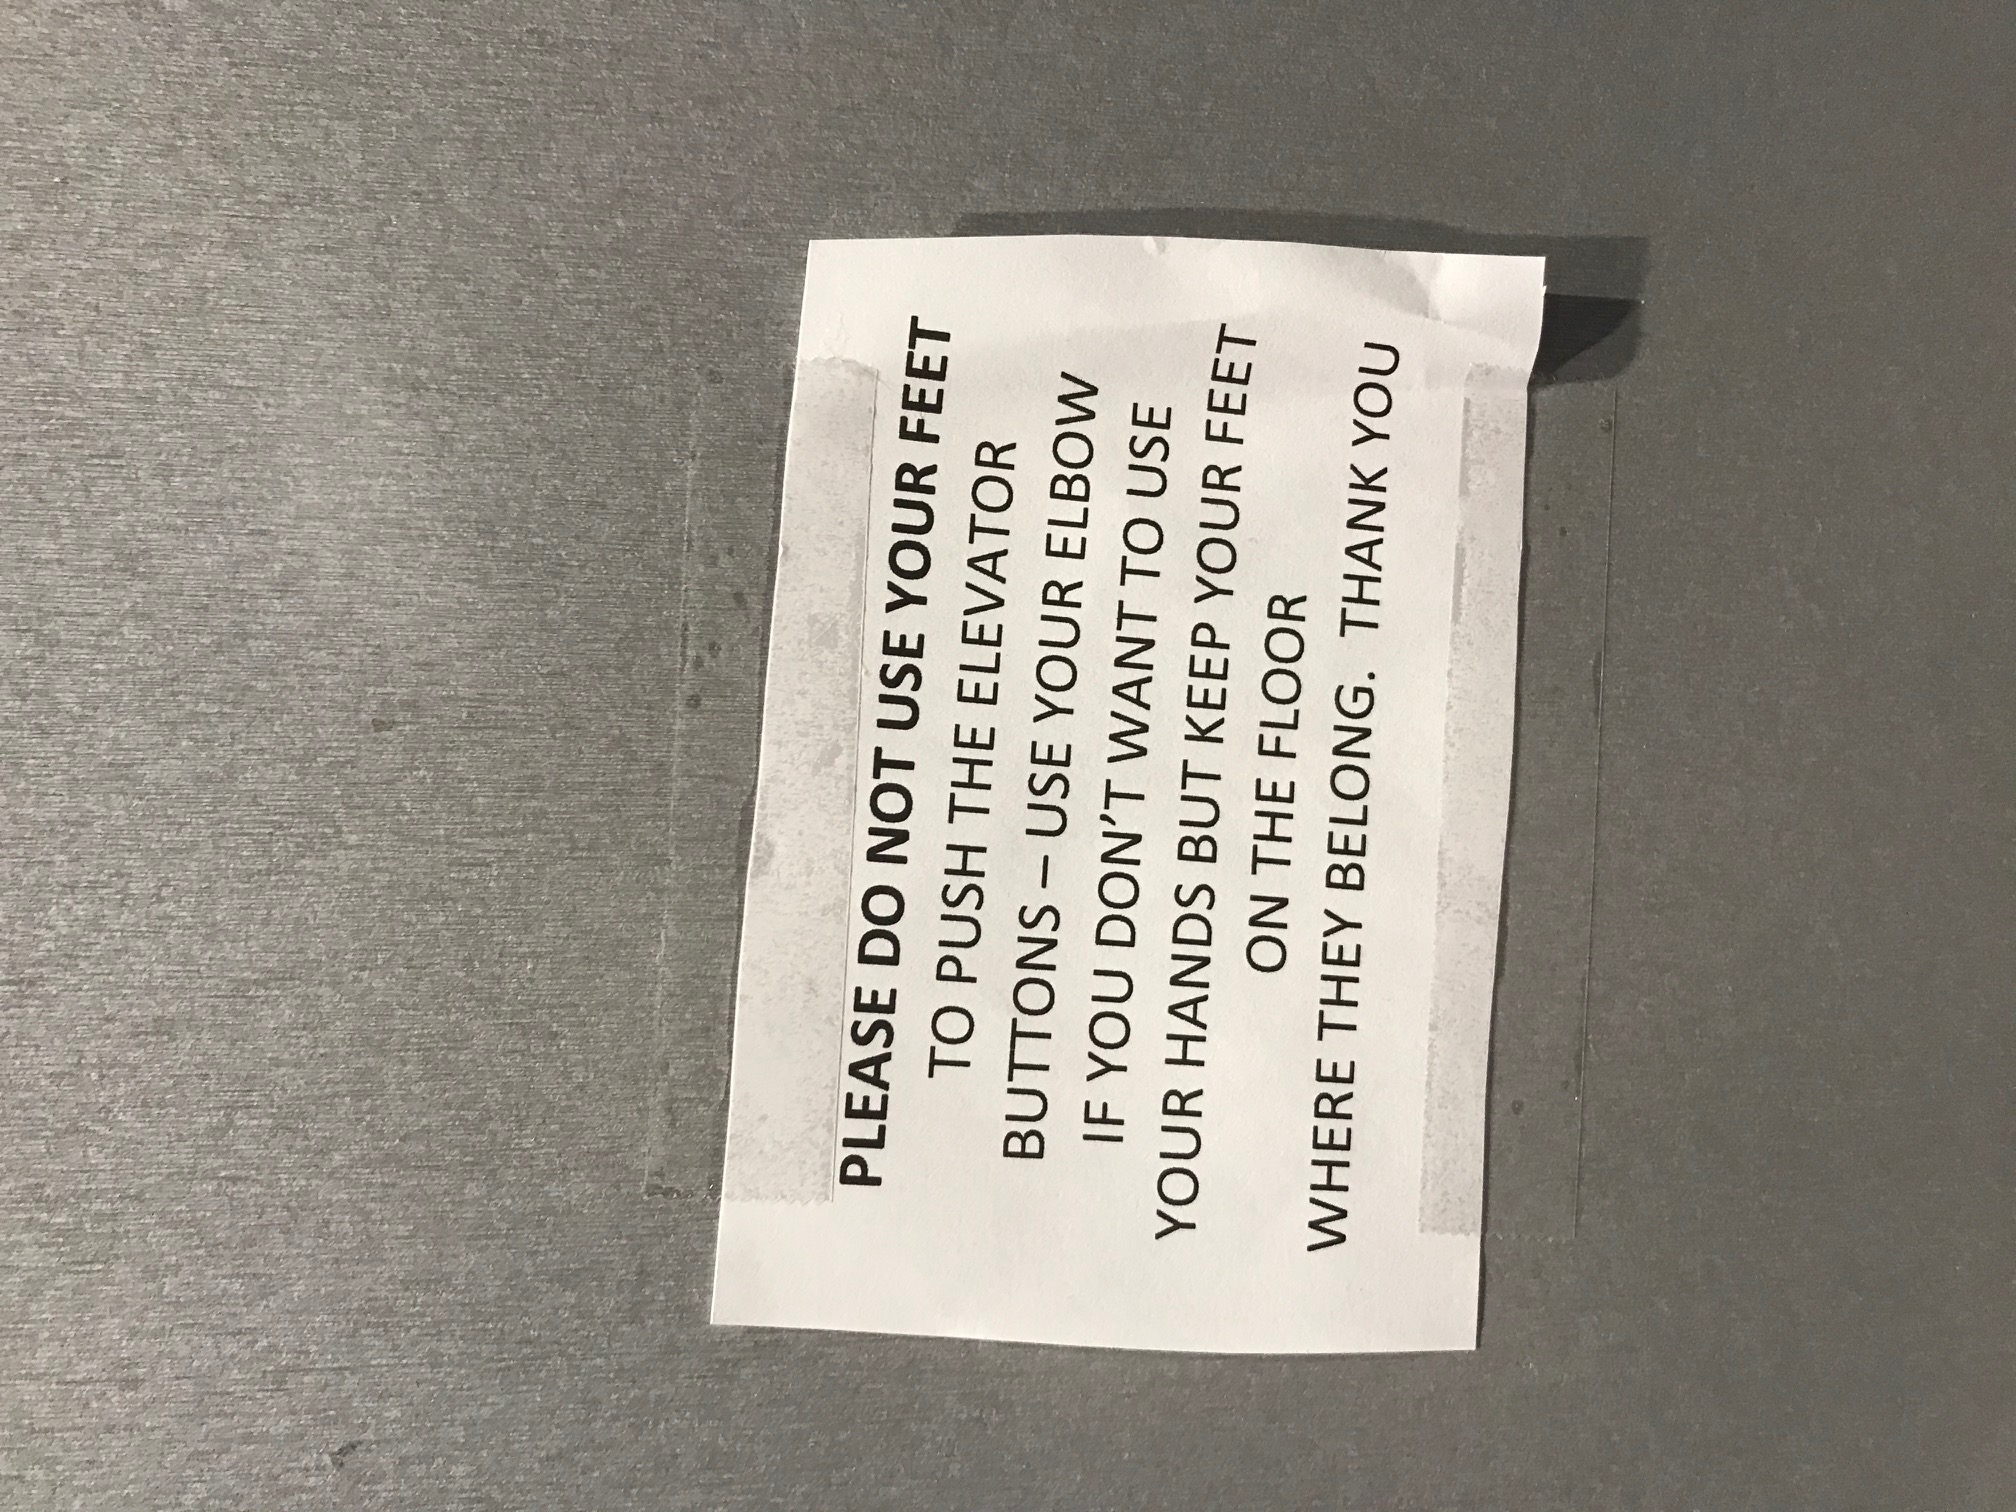 PLEASE DO NOT USE YOUR FEET
TO PUSH THE ELEVATOR
BUTTONS – USE YOUR ELBOW
IF YOU DON’T WANT TO USE
YOUR HANDS BUT KEEP YOUR FEET
ON THE FLOOR
WHERE THEY BELONG.  THANK YOU